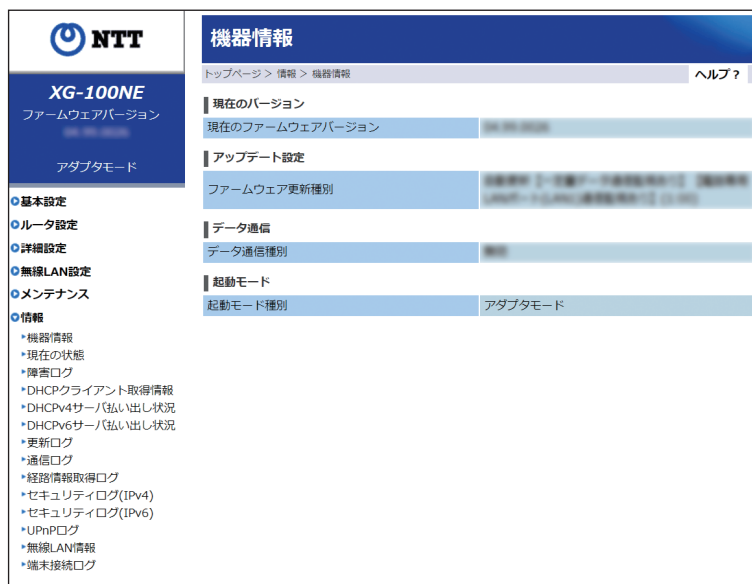 NTT
機器情報
トップページ > 情報 > 機器情報
ヘルプ?
XG-100NE
ファームウェアバージョン
アダプタモード
基本設定
ルータ設定
詳細設定
無線LAN設定
メンテナンス
情報
機器情報
現在の状態
障害ログ
DHCPクライアント取得情報
DHCPv4サーバ払い出し状況
DHCPv6サーバ払い出し状況
更新ログ
通信ログ
経路情報取得ログ
セキュリティログ(IPv4)
セキュリティログ(IPv6)
UPnPログ
無線LAN情報
端末接続ログ
現在のバージョン
現在のファームウェアバージョン
アップデート設定
ファームウェア更新種別
データ通信
データ通信種別
起動モード
起動モード種別 アダプタモード